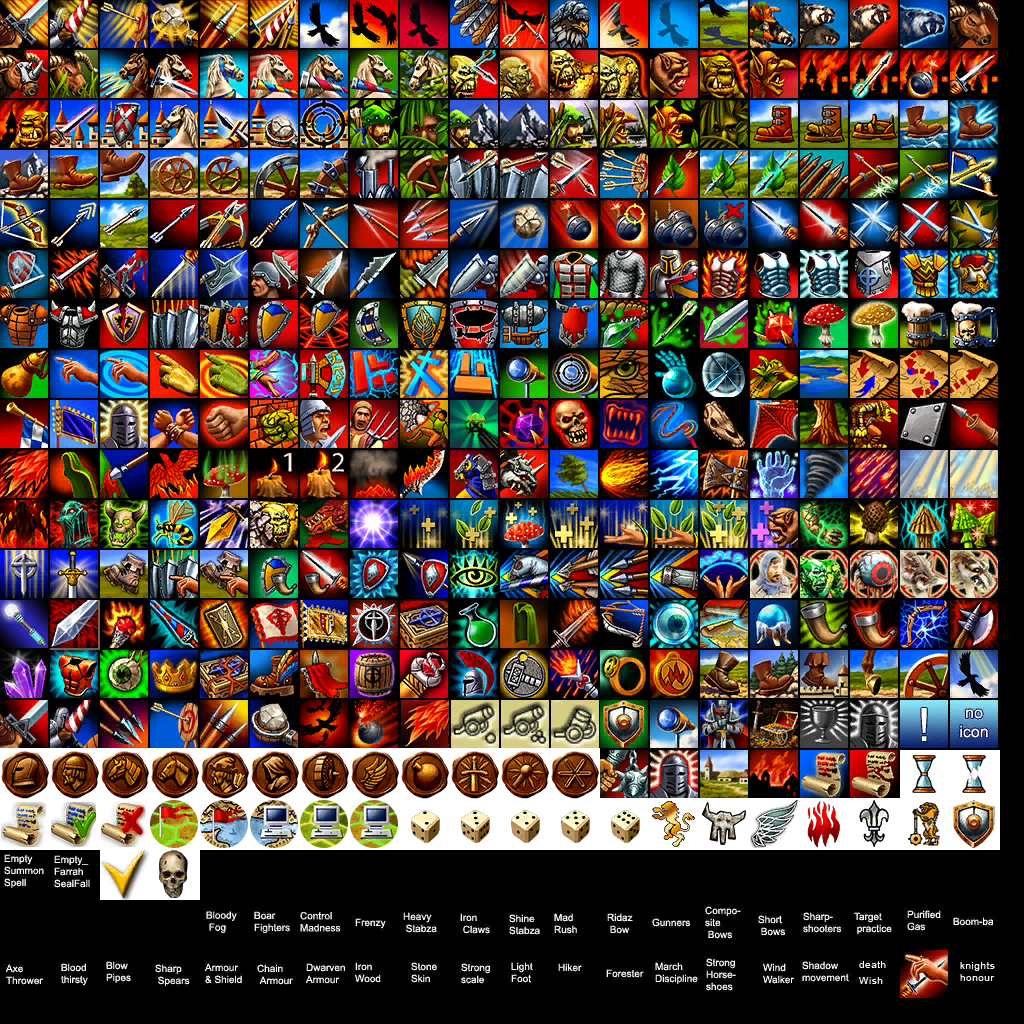 1
2
!
no
icon
Empty
Summon
Spell
Empty_
Farrah
SealFall
Bloody
Fog
Boar
Fighters
Control
Madness
Frenzy
Heavy
Stabza
Iron
Claws
Shine
Stabza
Mad
Rush
Ridaz
Bow
Gunners
Compo-
site
Bows
Short
Bows
Sharp-
shooters
Target
practice
Purified
Gas
Boom-ba
Axe
Thrower
Blood
thirsty
Blow
Pipes
Sharp
Spears
Armour
& Shield
Chain
Armour
Dwarven
Armour
Iron
Wood
Stone
Skin
Strong
scale
Light
Foot
Hiker
Forester
March
Discipline
Strong
Horse-
shoes
Wind
Walker
Shadow
movement
death
Wish
knights
honour